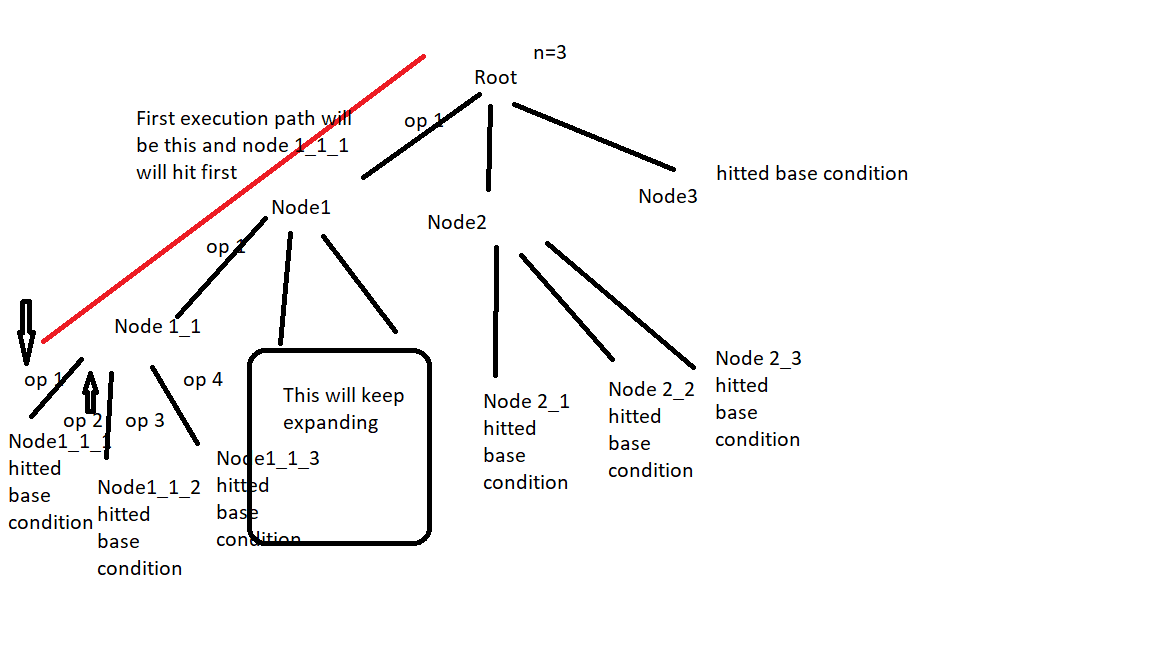 n=3
Root
First execution path will
be this and node 1_1_1
will hit first
op 1
hitted base condition
Node3
Node1
Node2
op 1
Node 1_1
This will keep
expanding
op 1
op 2
op 3
op 4
Node1_1_1
hitted
base
condition
Node1_1_2
hitted
base
condition
Node1_1_3
hitted
base
condition
Node 2_1
hitted
base
condition
Node 2_2
hitted
base
condition
Node 2_3
hitted
base
condition